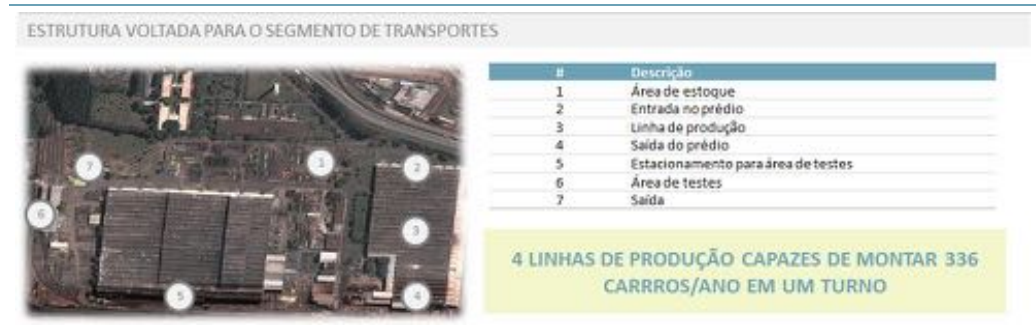 ESTRUTURA VOLTADA PARA O SEGMENTO DE TRANSPORTES
# Descrição
1 Área de estoque
2 Entrada no prédio
3 Linha de produção
4 Saída do prédio
5 Estacionamento para área de testes
6 Área de testes
7 Saída
4 LINHAS DE PRODUÇÃO CAPAZES DE MONTAR 336
CARRROS/ANO EM UM TURNO
7
1
2
6
3
5
4